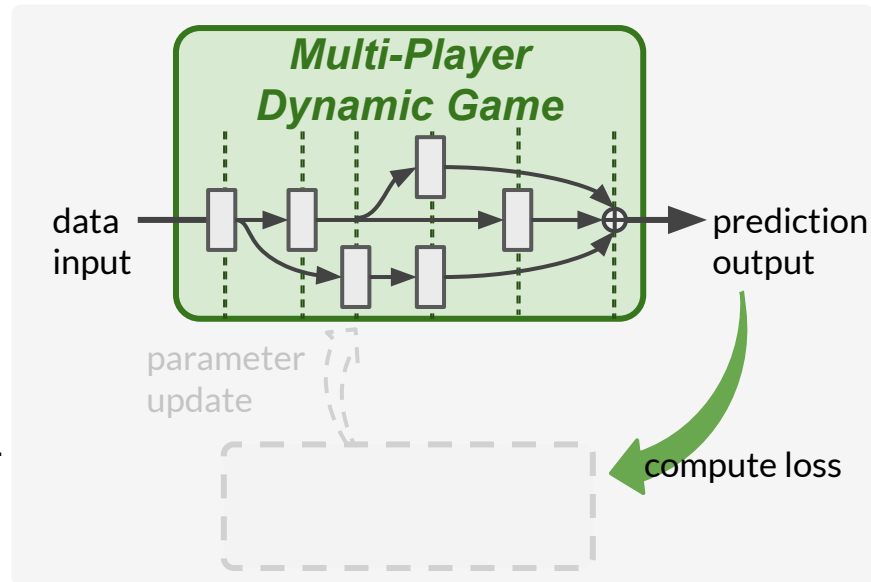 Multi-Player
Dynamic Game
data
input
prediction
output
parameter
update
compute loss